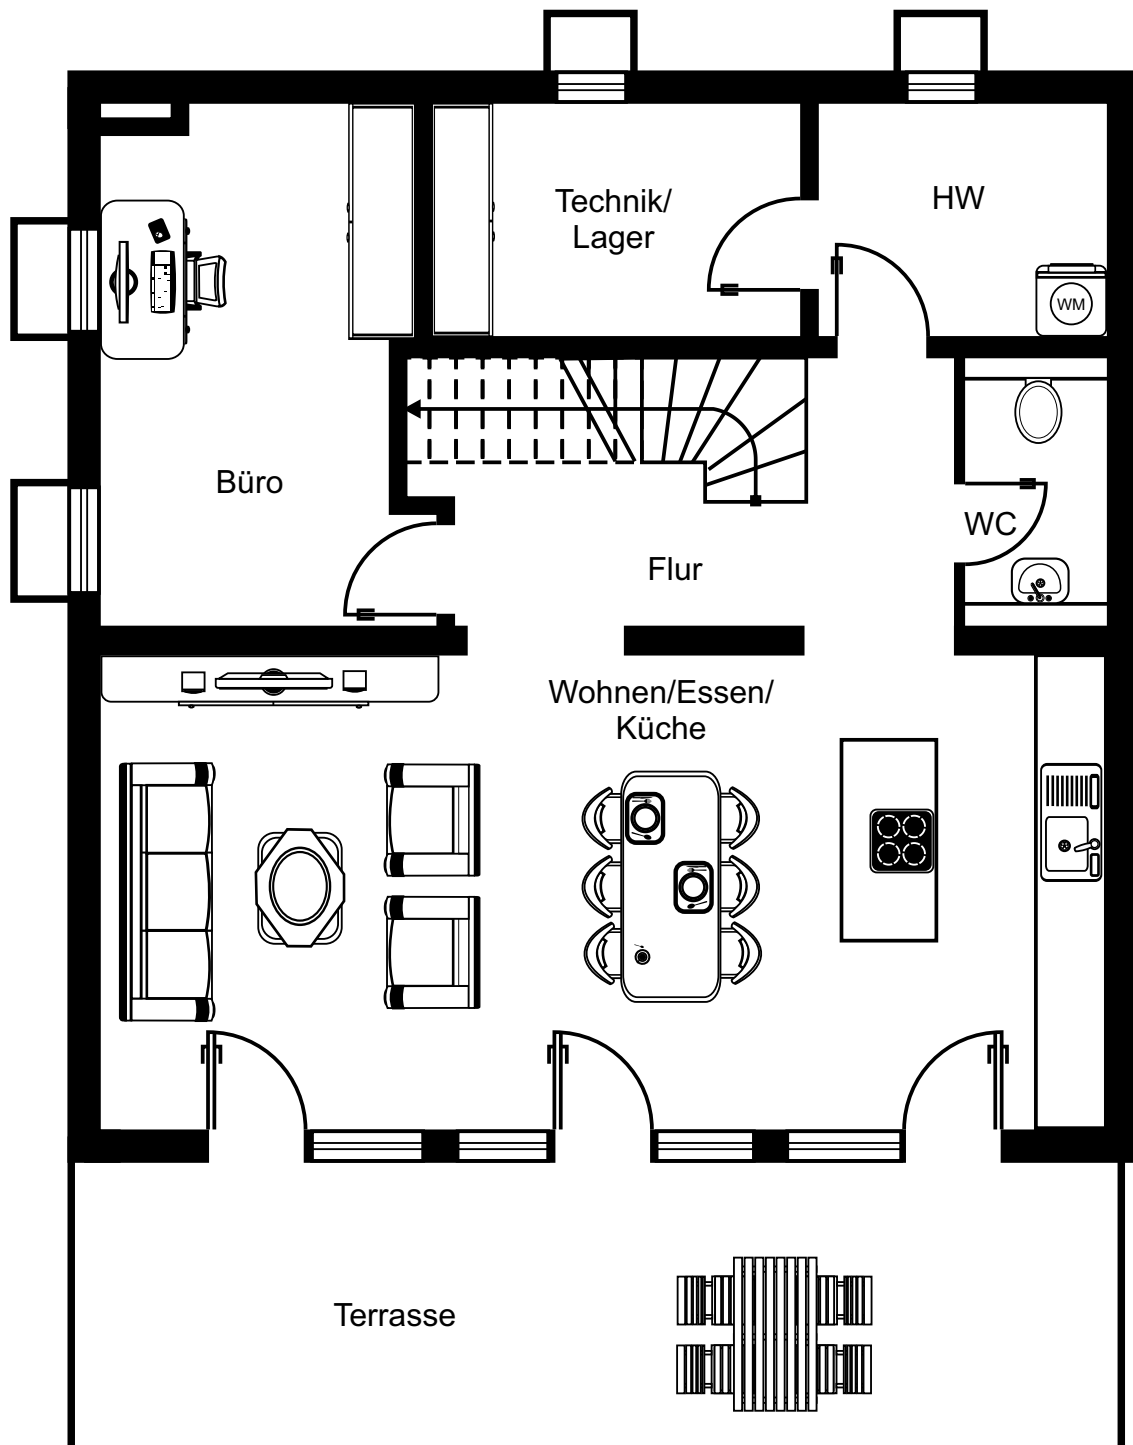 Technik/
Lager
HW
WM
Büro
WC
Flur
Wohnen/Essen/
Küche
Terrasse